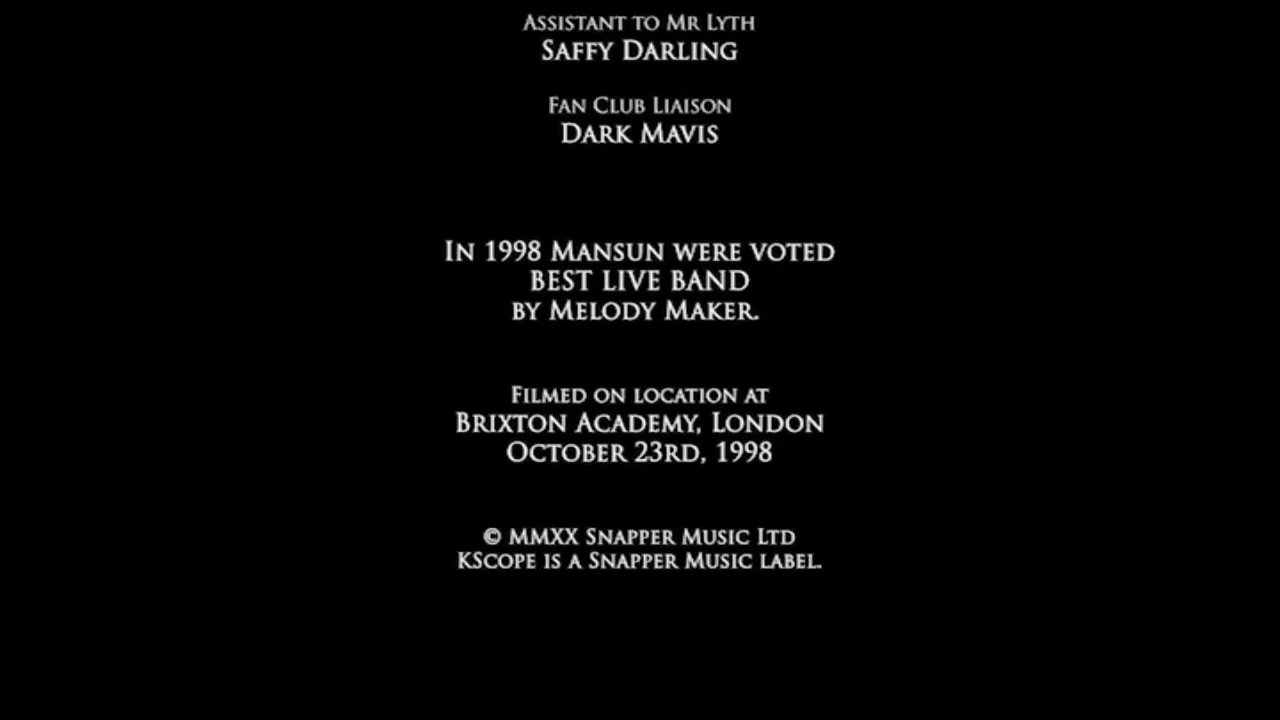 Assistant to Mr Lyth
Saffy Darling
Fan Club Liaison
Dark Mavis
In 1998 Mansun were voted
BEST LIVE BAND
by Melody Maker.
Filmed on location at
Brixton Academy, London
October 23rd, 1998
© MMXX Snapper Music Ltd
KScope is a Snapper Music label.